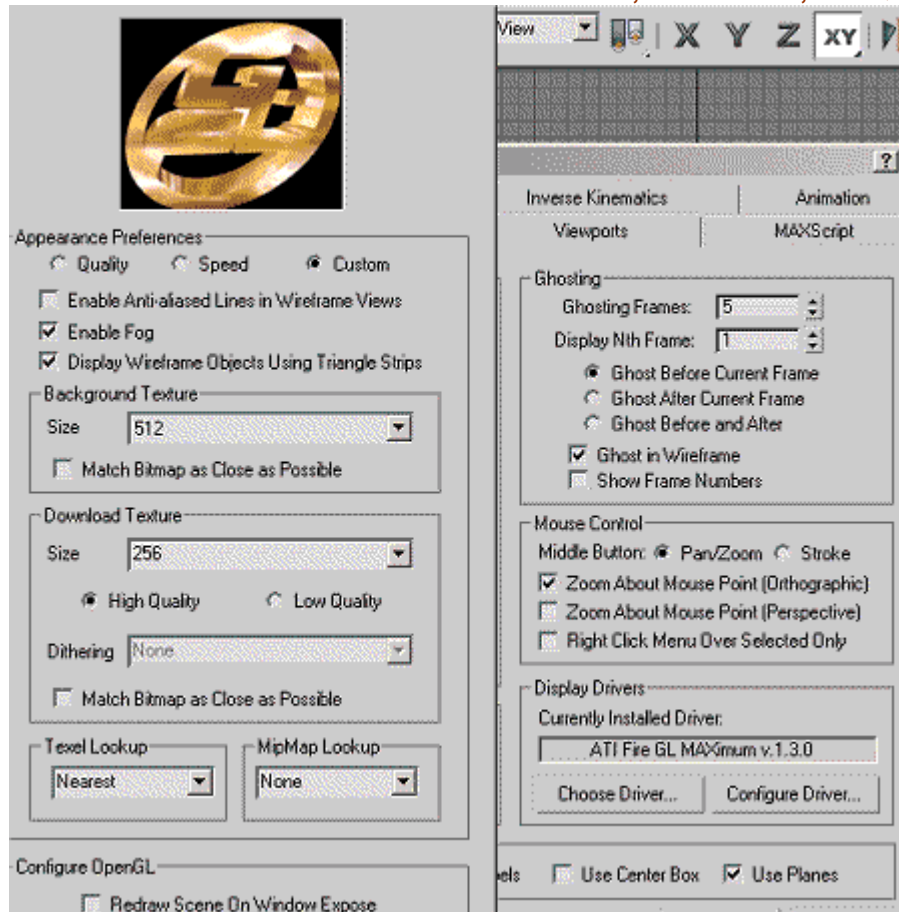 Appearance Preferences
Quality Speed Custom
Enable Anti-aliased Lines in Wireframe Views
Enable Fog
Display Wireframe Objects Using Triangle Strips
Background Texture
Size 512
Match Bitmap as Close as Possible
Download Texture
Size 256
High Quality Low Quality
Dithering None
Match Bitmap as Close as Possible
Texel Lookup MipMap Lookup
Nearest None
Configure OpenGL
Redraw Scene On Window Expose
View X Y Z XY
?
Inverse Kinematics Animation
Viewports MAXScript
Ghosting
Ghosting Frames: 5
Display Nth Frame: 1
Ghost Before Current Frame
Ghost After Current Frame
Ghost Before and After
Ghost in Wireframe
Show Frame Numbers
Mouse Control
Middle Button: Pan/Zoom Stroke
Zoom About Mouse Point (Orthographic)
Zoom About Mouse Point (Perspective)
Right Click Menu Over Selected Only
Display Drivers
Currently Installed Driver:
ATI Fire GL MAXimum v.1.3.0
Choose Driver... Configure Driver...
els Use Center Box Use Planes